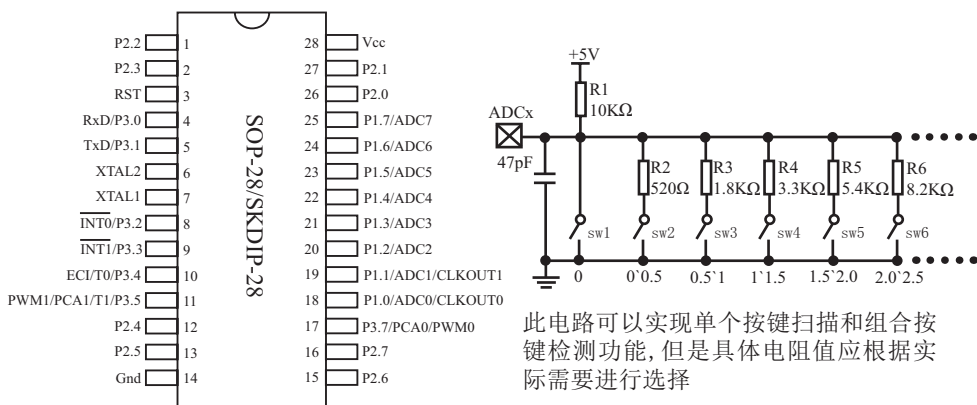 P2.2 1
P2.3 2
RST 3
RxD/P3.0 4
TxD/P3.1 5
XTAL2 6
XTAL1 7
INT0/P3.2 8
INT1/P3.3 9
ECI/T0/P3.4 10
PWM1/PCA1/T1/P3.5 11
P2.4 12
P2.5 13
Gnd 14
SOP-28/SKDIP-28
28 Vcc
27 P2.1
26 P2.0
25 P1.7/ADC7
24 P1.6/ADC6
23 P1.5/ADC5
22 P1.4/ADC4
21 P1.3/ADC3
20 P1.2/ADC2
19 P1.1/ADC1/CLKOUT1
18 P1.0/ADC0/CLKOUT0
17 P3.7/PCA0/PWM0
16 P2.7
15 P2.6
+5V
R1
10KΩ
ADCx
47pF
R2 R3 R4 R5 R6
520Ω 1.8KΩ 3.3KΩ 5.4KΩ 8.2KΩ
sw1 sw2 sw3 sw4 sw5 sw6
0 0`0.5 0.5`1 1`1.5 1.5`2.0 2.0`2.5
此电路可以实现单个按键扫描和组合按
键检测功能,但是具体电阻值应根据实
际需要进行选择